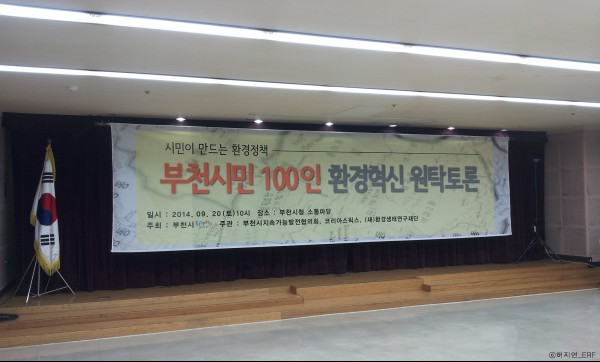 시민이 만드는 환경정책
부천시민 100인 환경혁신 원탁토론
일시 : 2014. 09. 20(토)10시 장소 : 부천시청 소통마당
주최 : 부천시 주관 : 부천시지속가능발전협의회, 코리아스픽스, (재)환경생태연구재단
ⓒ허지연_ERF